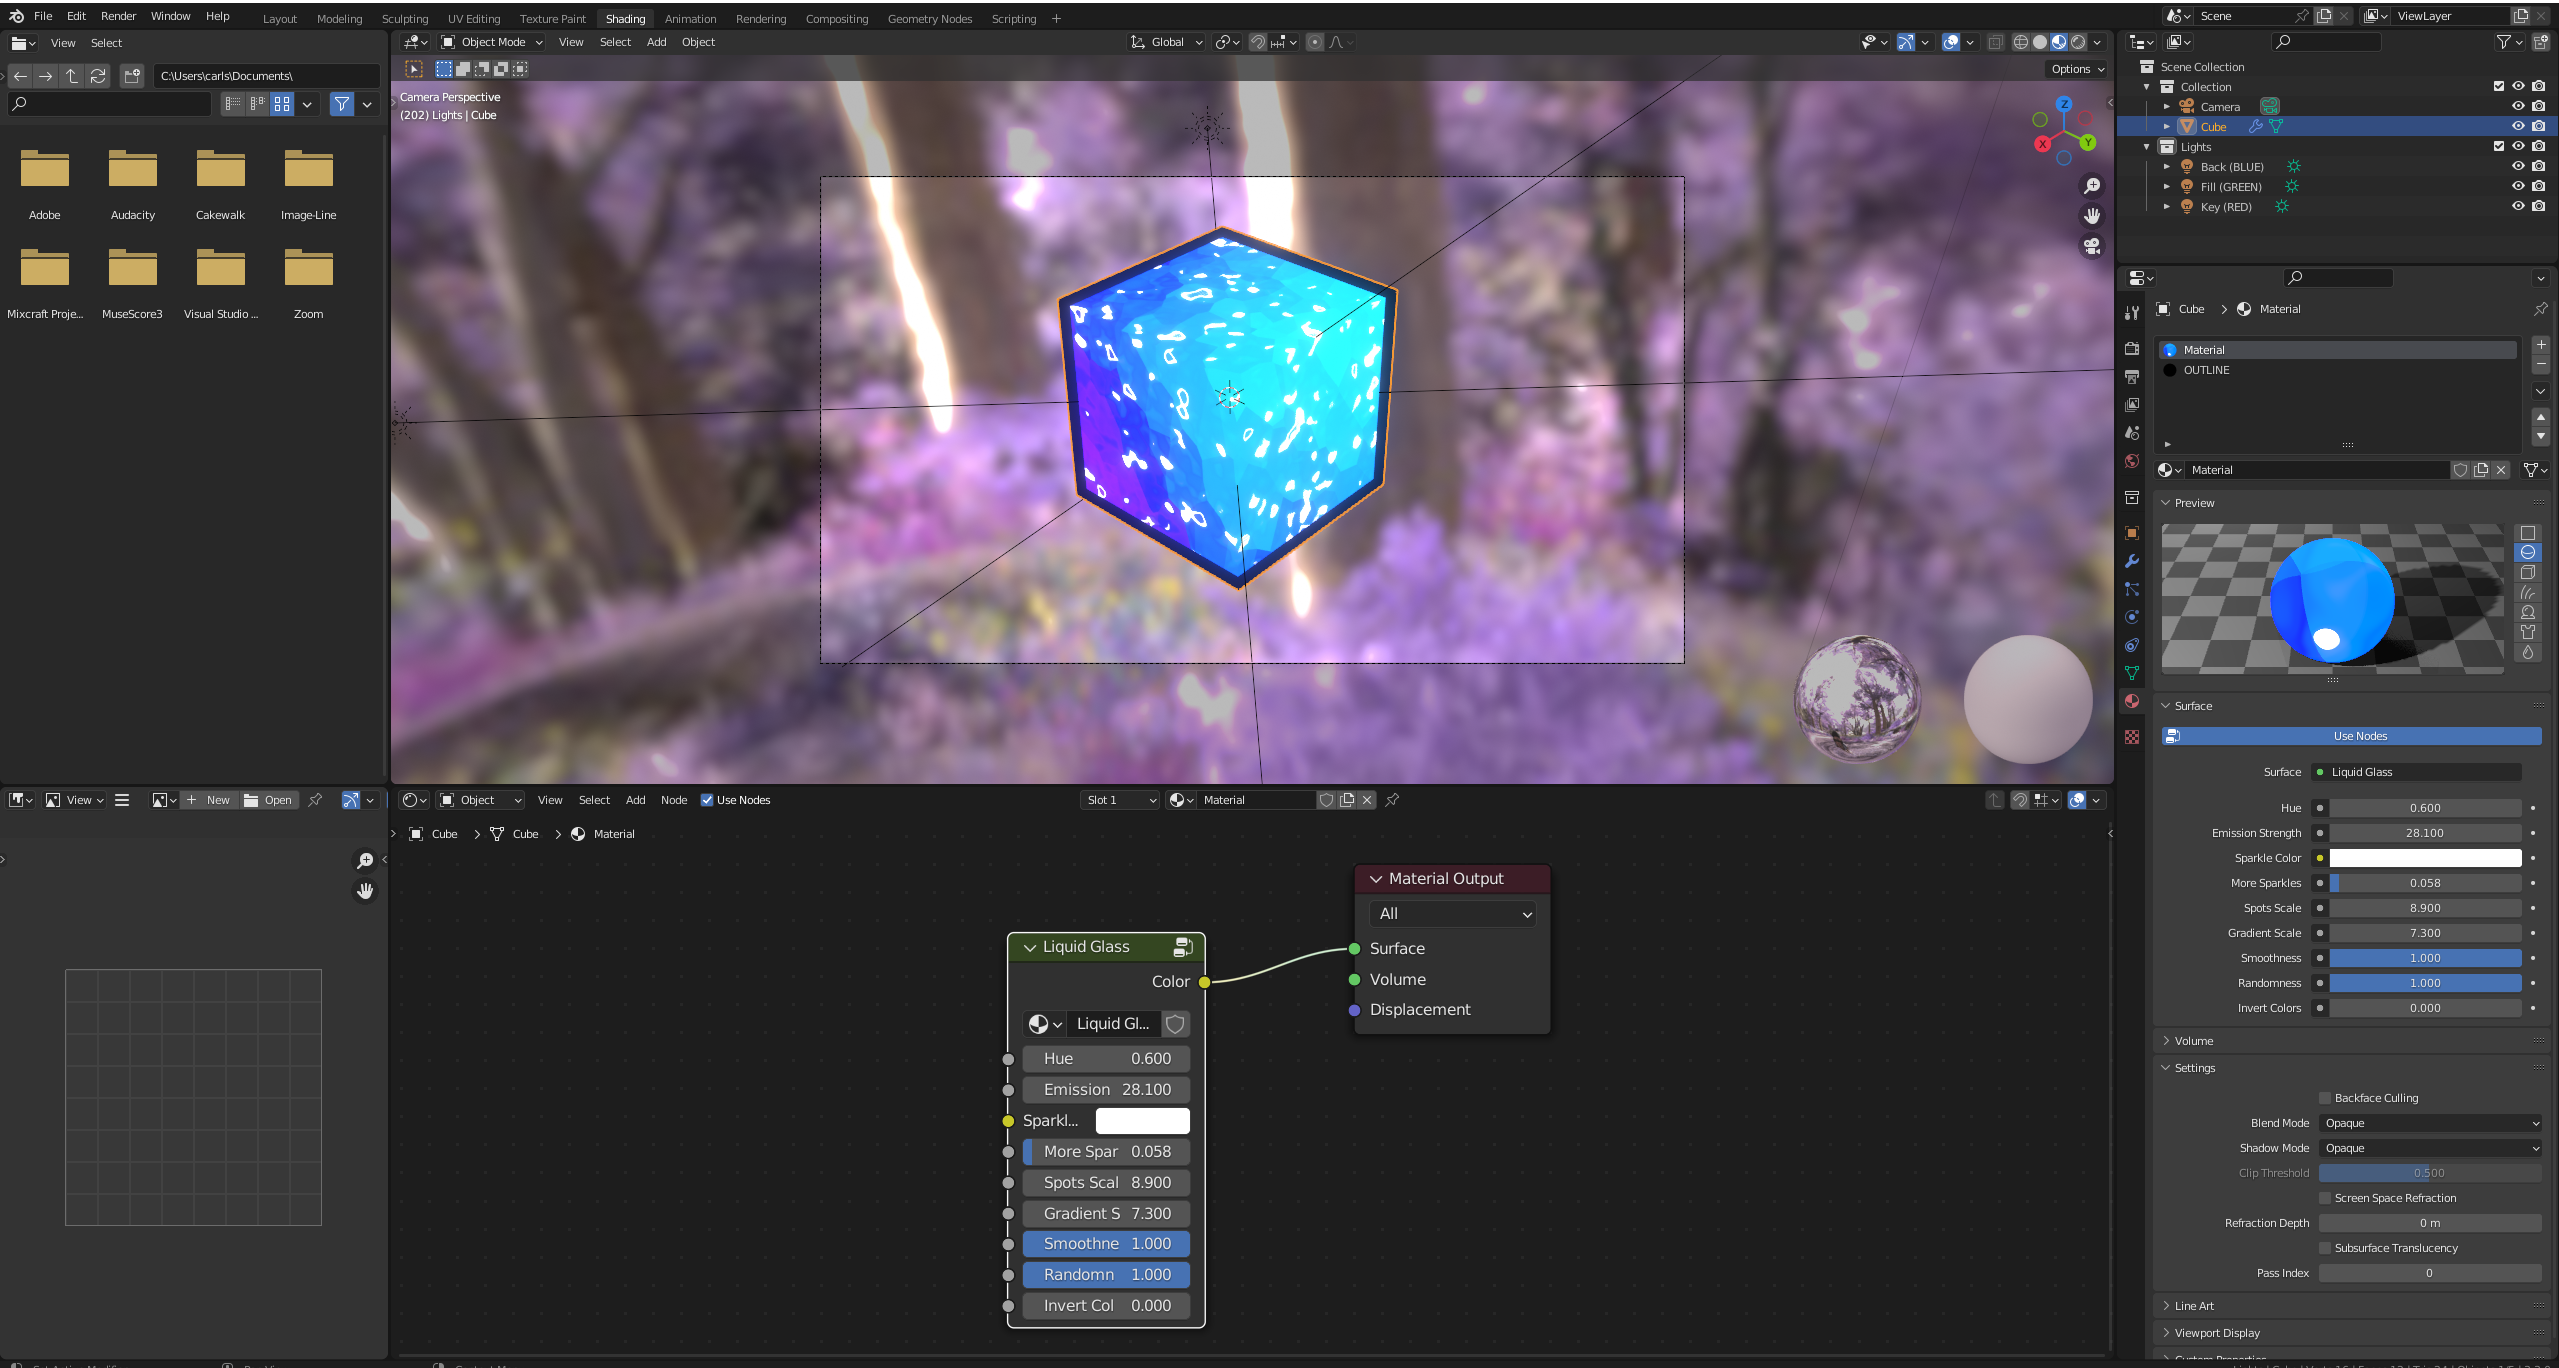 File Edit Render Window Help
Layout Modeling Sculpting UV Editing Texture Paint Shading Animation Rendering Compositing Geometry Nodes Scripting +
Scene
ViewLayer
View Select
C:\Users\carls\Documents\
Adobe Audacity Cakewalk Image-Line
Mixcraft Proje... MuseScore3 Visual Studio ... Zoom
Object Mode View Select Add Object
Global
Options
Camera Perspective
(202) Lights | Cube
Z
X
Y
Scene Collection
Collection
Camera
Cube
Lights
Back (BLUE)
Fill (GREEN)
Key (RED)
Cube > Material
Material
OUTLINE
Material
Preview
Surface
Use Nodes
Surface Liquid Glass
Hue 0.600
Emission Strength 28.100
Sparkle Color
More Sparkles 0.058
Spots Scale 8.900
Gradient Scale 7.300
Smoothness 1.000
Randomness 1.000
Invert Colors 0.000
Volume
Settings
Backface Culling
Blend Mode Opaque
Shadow Mode Opaque
Clip Threshold 0.500
Screen Space Refraction
Refraction Depth 0 m
Subsurface Translucency
Pass Index 0
Line Art
Viewport Display
View
+ New Open
Object View Select Add Node Use Nodes
Slot 1
Material
Cube > Cube > Material
Liquid Glass
Color
Liquid Gl...
Hue 0.600
Emission 28.100
Sparkl...
More Spar 0.058
Spots Scal 8.900
Gradient S 7.300
Smoothne 1.000
Randomn 1.000
Invert Col 0.000
Material Output
All
Surface
Volume
Displacement